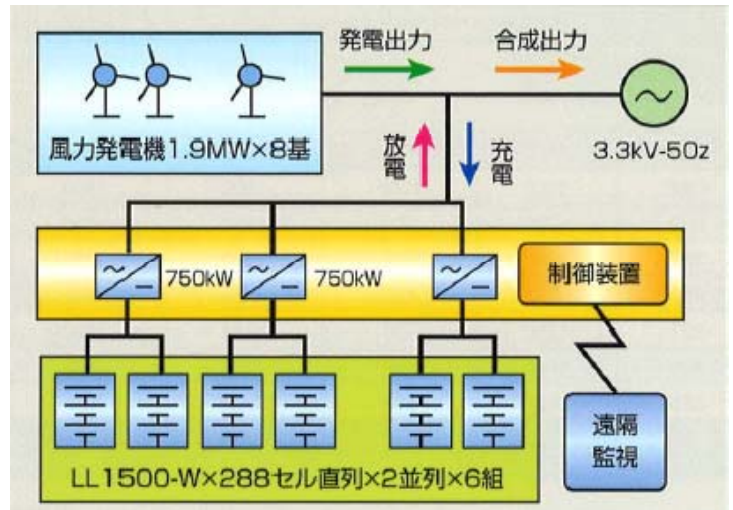 発電出力
合成出力
風力発電機1.9MW×8基
放電
充電
3.3kV-50z
750kW
750kW
制御装置
遠隔
監視
LL1500-W×288セル直列×2並列×6組